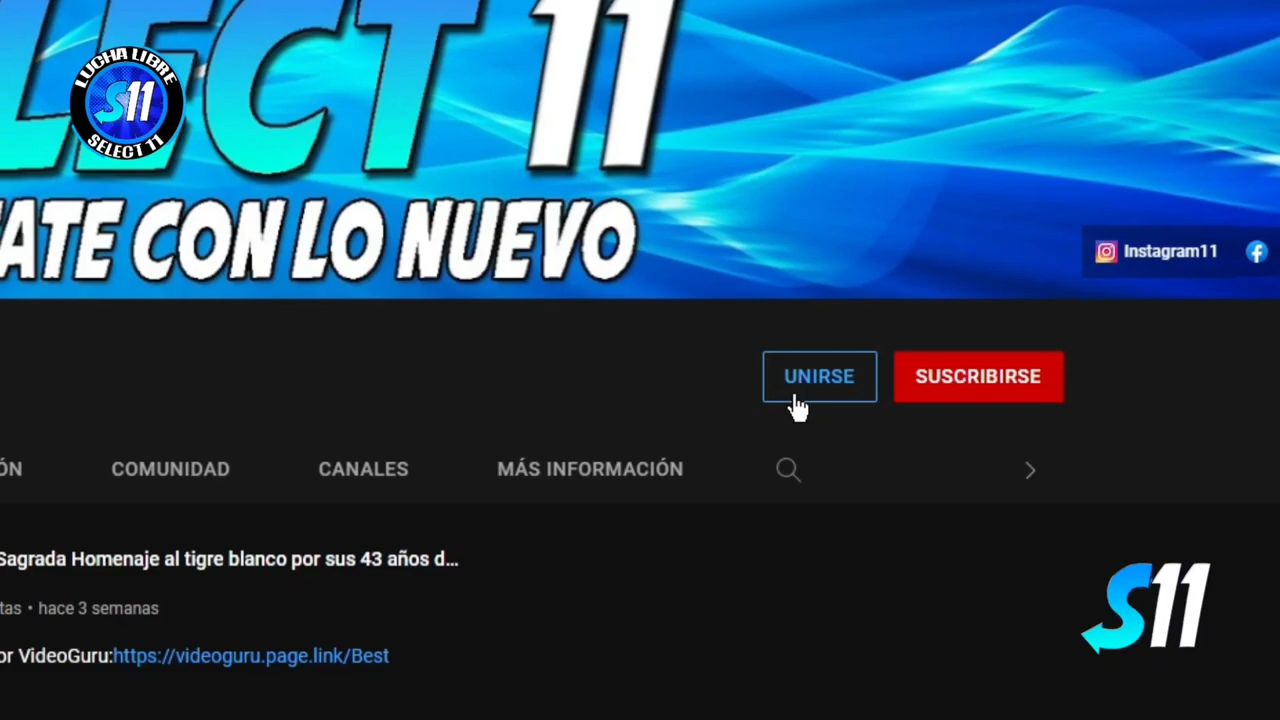 LECT 11
LUCHA LIBRE
S11
SELECT 11
ATE CON LO NUEVO
Instagram11
UNIRSE
SUSCRIBIRSE
ÓN
COMUNIDAD
CANALES
MÁS INFORMACIÓN
Sagrada Homenaje al tigre blanco por sus 43 años d...
tas • hace 3 semanas
or VideoGuru:https://videoguru.page.link/Best
S11